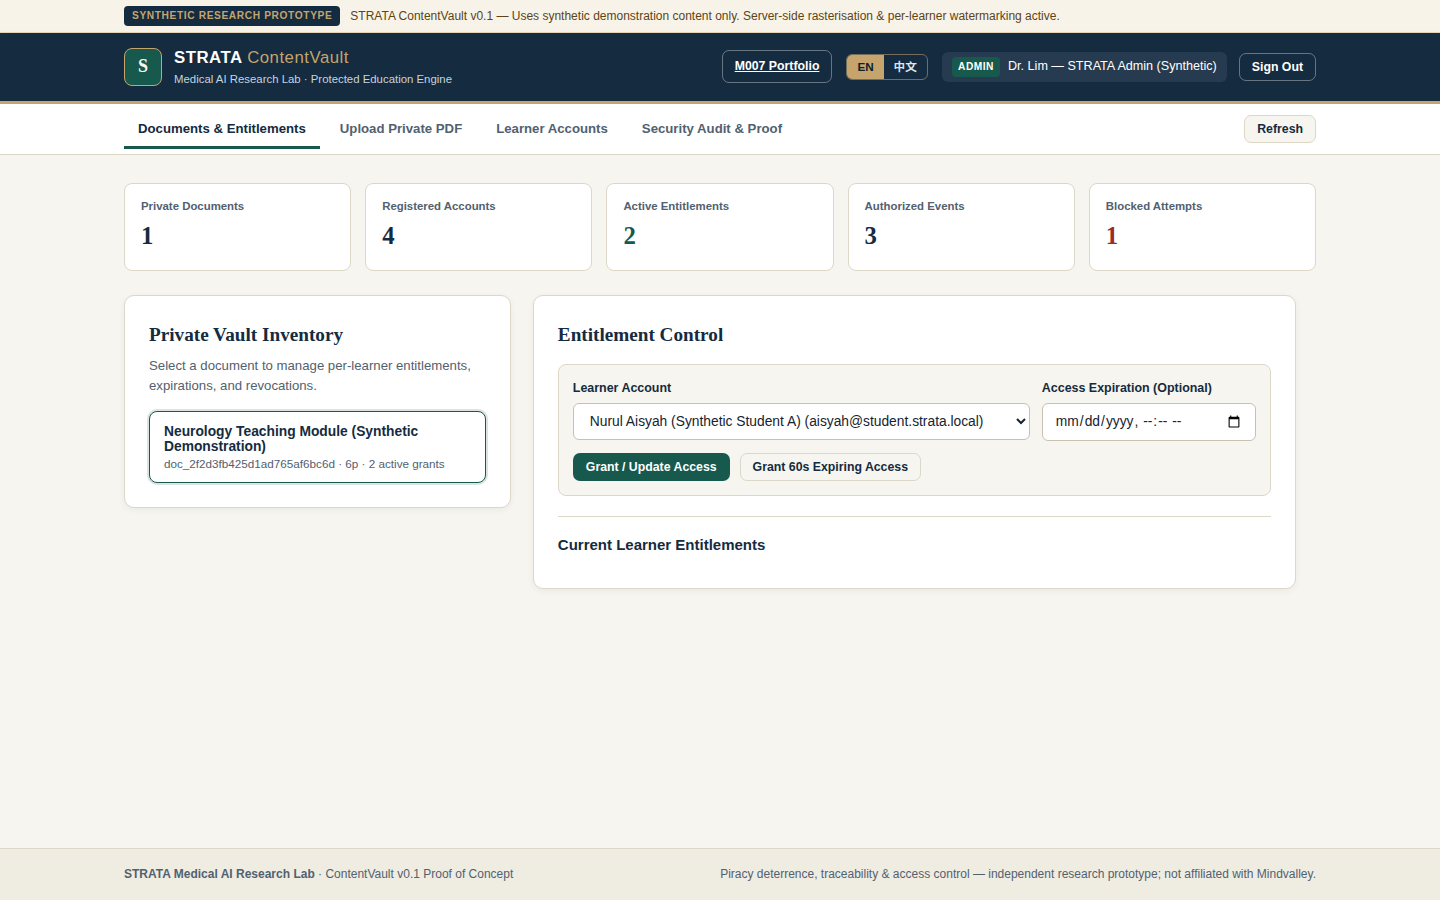 SYNTHETIC RESEARCH PROTOTYPE STRATA ContentVault v0.1 — Uses synthetic demonstration content only. Server-side rasterisation & per-learner watermarking active.
S
STRATA ContentVault
Medical AI Research Lab · Protected Education Engine
M007 Portfolio
EN 中文
ADMIN Dr. Lim — STRATA Admin (Synthetic)
Sign Out
Documents & Entitlements
Upload Private PDF
Learner Accounts
Security Audit & Proof
Refresh
Private Documents
1
Registered Accounts
4
Active Entitlements
2
Authorized Events
3
Blocked Attempts
1
Private Vault Inventory
Select a document to manage per-learner entitlements,
expirations, and revocations.
Neurology Teaching Module (Synthetic
Demonstration)
doc_2f2d3fb425d1ad765af6bc6d · 6p · 2 active grants
Entitlement Control
Learner Account
Nurul Aisyah (Synthetic Student A) (aisyah@student.strata.local)
Access Expiration (Optional)
mm/dd/yyyy, --:-- --
Grant / Update Access
Grant 60s Expiring Access
Current Learner Entitlements
STRATA Medical AI Research Lab · ContentVault v0.1 Proof of Concept
Piracy deterrence, traceability & access control — independent research prototype; not affiliated with Mindvalley.